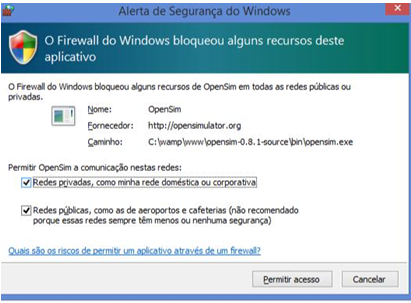 Alerta de Segurança do Windows
O Firewall do Windows bloqueou alguns recursos deste
aplicativo
O Firewall do Windows bloqueou alguns recursos de OpenSim em todas as redes públicas ou
privadas.
Nome: OpenSim
Fornecedor: http://opensimulator.org
Caminho: C:\wamp\www\opensim-0.8.1-source\bin\opensim.exe
Permitir OpenSim a comunicação nestas redes:
Redes privadas, como minha rede doméstica ou corporativa
Redes públicas, como as de aeroportos e cafeterias (não recomendado
porque essas redes sempre têm menos ou nenhuma segurança)
Quais são os riscos de permitir um aplicativo através de um firewall?
Permitir acesso Cancelar